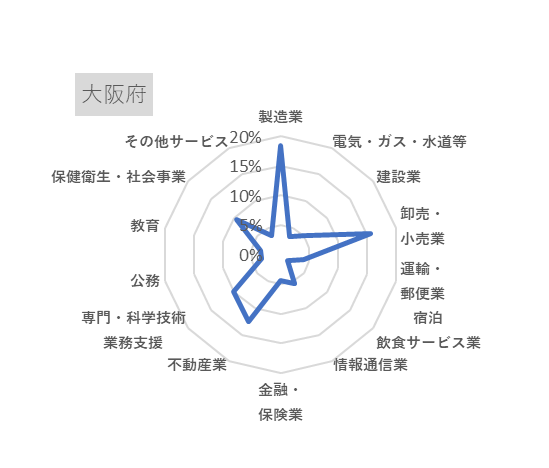 大阪府
製造業
電気・ガス・水道等
建設業
卸売・
小売業
運輸・
郵便業
宿泊
飲食サービス業
情報通信業
金融・
保険業
不動産業
専門・科学技術
業務支援
公務
教育
保健衛生・社会事業
その他サービス
20%
15%
10%
5%
0%